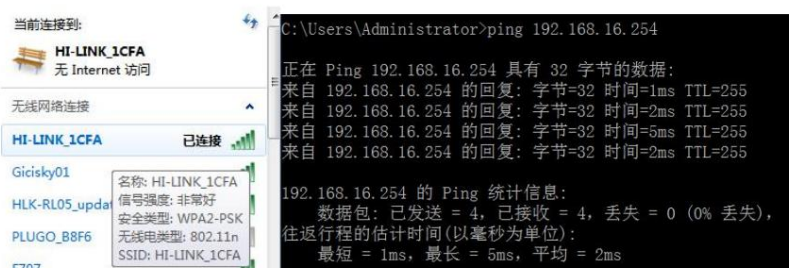 当前连接到:
HI-LINK_1CFA
无 Internet 访问
无线网络连接
HI-LINK_1CFA 已连接
Gicisky01
HLK-RL05_updat
PLUGO_B8F6
名称: HI-LINK_1CFA
信号强度: 非常好
安全类型: WPA2-PSK
无线电类型: 802.11n
SSID: HI-LINK_1CFA
C:\Users\Administrator>ping 192.168.16.254
正在 Ping 192.168.16.254 具有 32 字节的数据:
来自 192.168.16.254 的回复: 字节=32 时间=1ms TTL=255
来自 192.168.16.254 的回复: 字节=32 时间=2ms TTL=255
来自 192.168.16.254 的回复: 字节=32 时间=5ms TTL=255
来自 192.168.16.254 的回复: 字节=32 时间=2ms TTL=255
192.168.16.254 的 Ping 统计信息:
数据包: 已发送 = 4, 已接收 = 4, 丢失 = 0 (0% 丢失),
往返行程的估计时间(以毫秒为单位):
最短 = 1ms, 最长 = 5ms, 平均 = 2ms